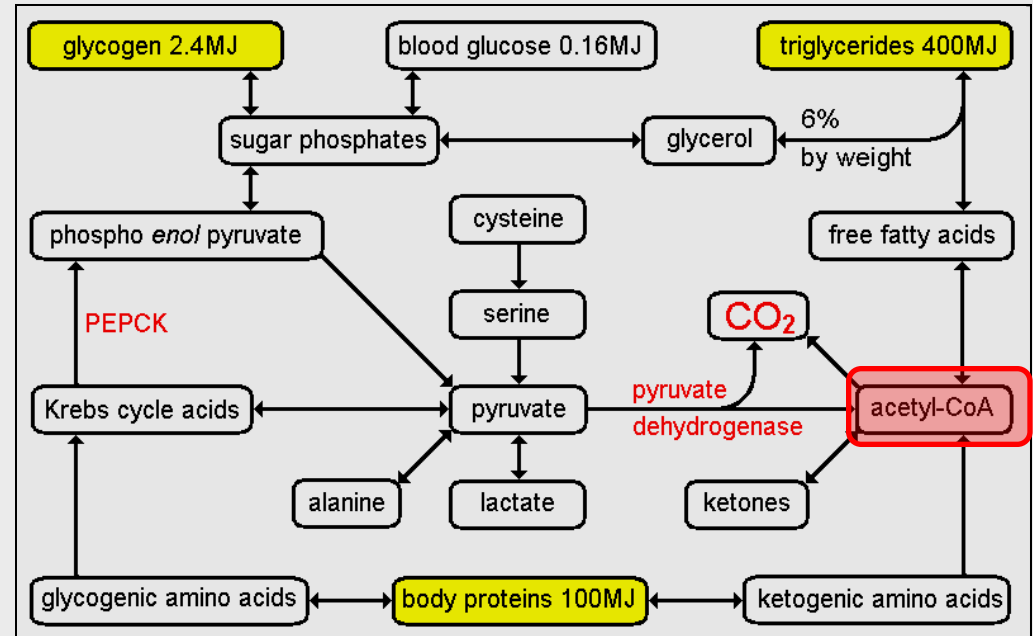 glycogen 2.4MJ
blood glucose 0.16MJ
triglycerides 400MJ
sugar phosphates
glycerol
6%
by weight
phospho enol pyruvate
cysteine
free fatty acids
PEPCK
serine
CO₂
Krebs cycle acids
pyruvate
pyruvate
dehydrogenase
acetyl-CoA
alanine
lactate
ketones
glycogenic amino acids
body proteins 100MJ
ketogenic amino acids